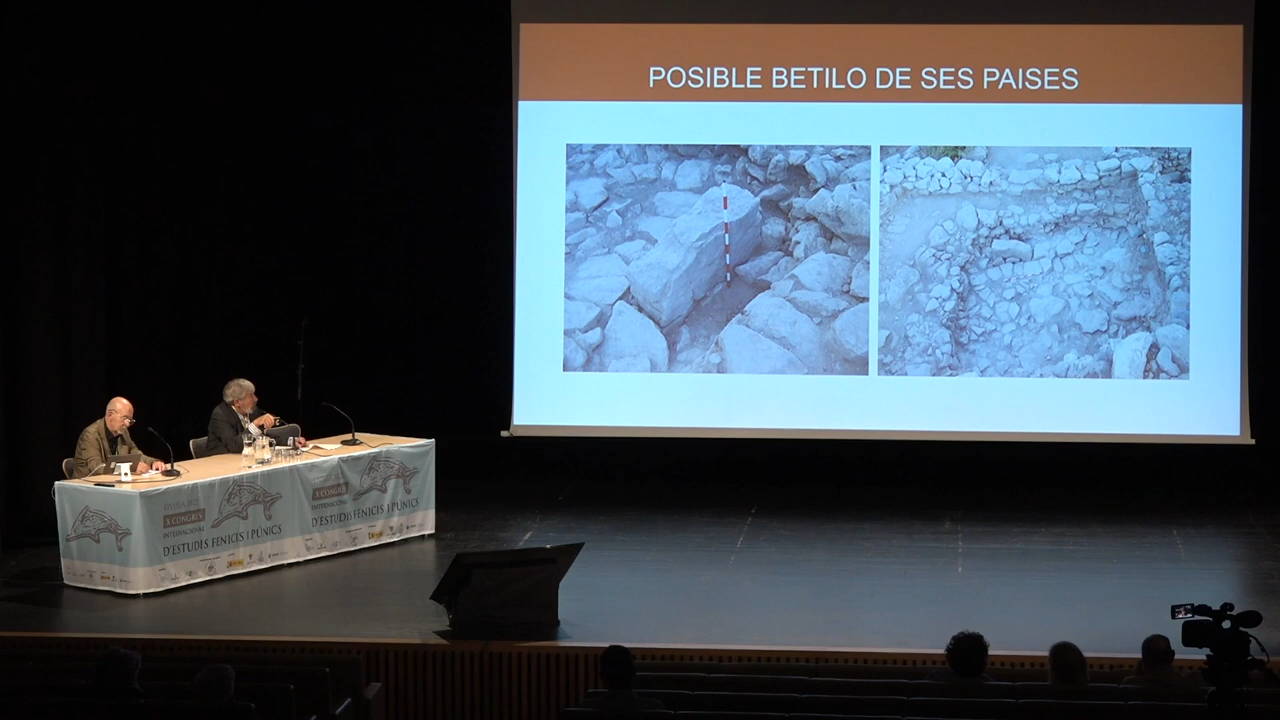 POSIBLE BETILO DE SES PAISES
X CONGRÉS
INTERNACIONAL
D'ESTUDIS FENICIS I PÚNICS
X CONGRÉS
INTERNACIONAL
D'ESTUDIS FENICIS I PÚNICS